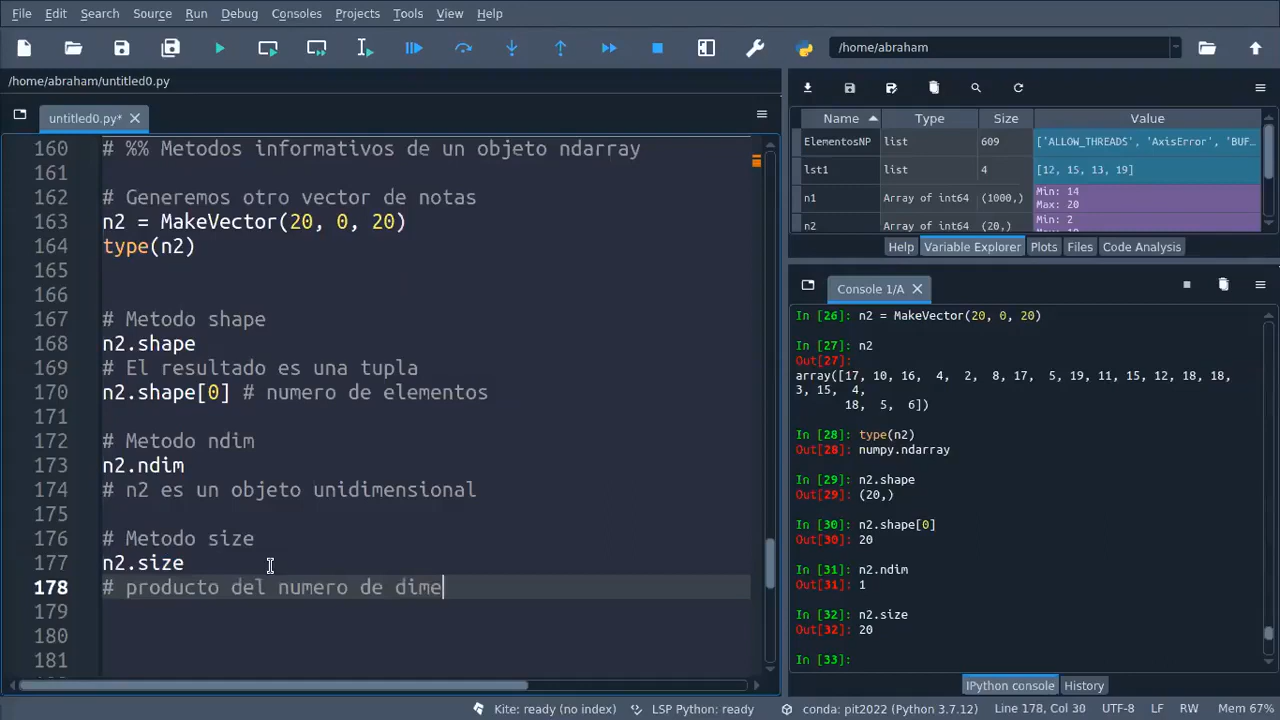 File Edit Search Source Run Debug Consoles Projects Tools View Help
/home/abraham
/home/abraham/untitled0.py
untitled0.py*
160 # %% Metodos informativos de un objeto ndarray
161
162 # Generemos otro vector de notas
163 n2 = MakeVector(20, 0, 20)
164 type(n2)
165
166
167 # Metodo shape
168 n2.shape
169 # El resultado es una tupla
170 n2.shape[0] # numero de elementos
171
172 # Metodo ndim
173 n2.ndim
174 # n2 es un objeto unidimensional
175
176 # Metodo size
177 n2.size
178 # producto del numero de dime
179
180
181
Name Type Size Value
ElementosNP list 609 ['ALLOW_THREADS', 'AxisError', 'BUF…
lst1 list 4 [12, 15, 13, 19]
n1 Array of int64 (1000,) Min: 14
Max: 20
n2 Array of int64 (20,) Min: 2
Help Variable Explorer Plots Files Code Analysis
Console 1/A
In [26]: n2 = MakeVector(20, 0, 20)
In [27]: n2
Out[27]:
array([17, 10, 16,  4,  2,  8, 17,  5, 19, 11, 15, 12, 18, 18,
3, 15,  4,
18,  5,  6])
In [28]: type(n2)
Out[28]: numpy.ndarray
In [29]: n2.shape
Out[29]: (20,)
In [30]: n2.shape[0]
Out[30]: 20
In [31]: n2.ndim
Out[31]: 1
In [32]: n2.size
Out[32]: 20
In [33]:
IPython console History
Kite: ready (no index) LSP Python: ready conda: pit2022 (Python 3.7.12) Line 178, Col 30 UTF-8 LF RW Mem 67%